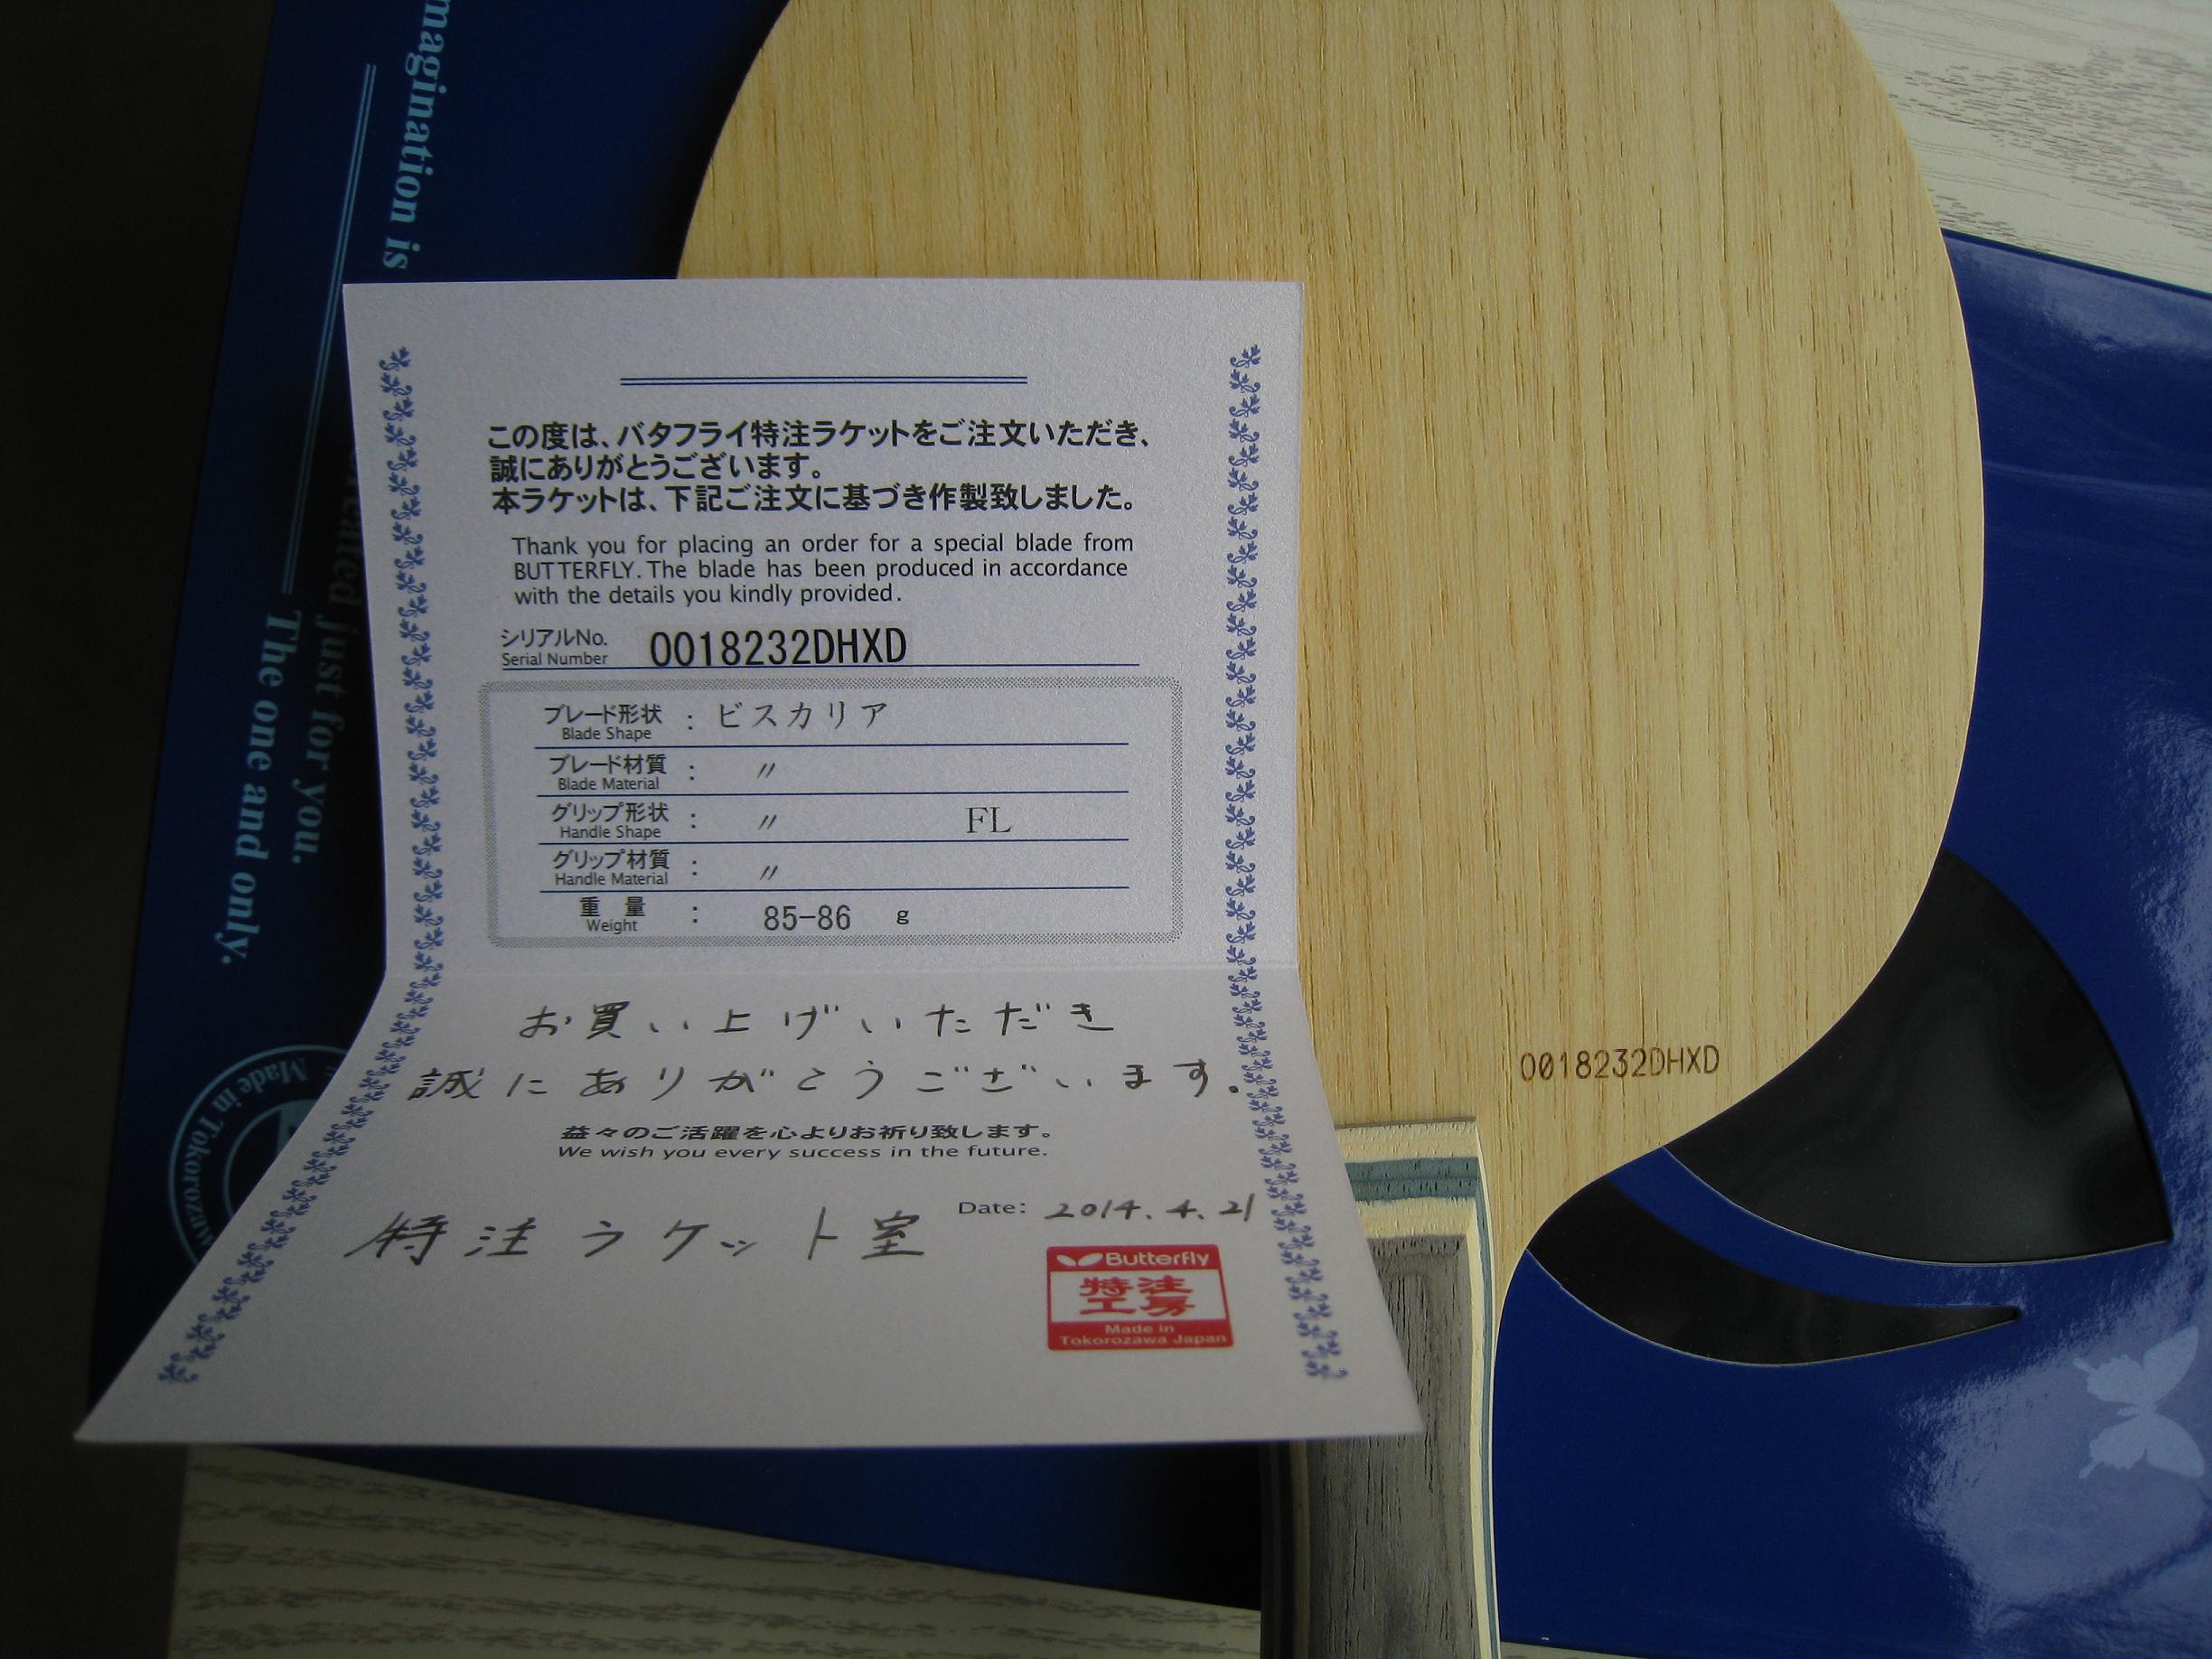 magination is
eated just for you.
The one and only.
Made in Tokorozaw
この度は、バタフライ特注ラケットをご注文いただき、
誠にありがとうございます。
本ラケットは、下記ご注文に基づき作製致しました。
Thank you for placing an order for a special blade from
BUTTERFLY. The blade has been produced in accordance
with the details you kindly provided.
シリアルNo. 0018232DHXD
Serial Number
ブレード形状 : ビスカリア
Blade Shape
ブレード材質 : 〃
Blade Material
グリップ形状 : 〃 FL
Handle Shape
グリップ材質 : 〃
Handle Material
重 量 : 85-86 g
Weight
お買い上げいただき
誠にありがとうございます.
益々のご活躍を心よりお祈り致します。
We wish you every success in the future.
Date: 2014.4.21
特注ラケット室
Butterfly
特注
工房
Made in
Tokorozawa Japan
0018232DHXD